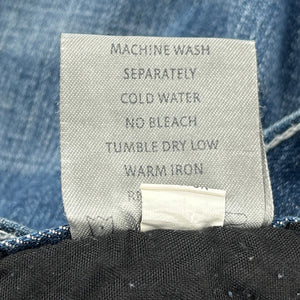 MACHINE WASH
SEPARATELY
COLD WATER
NO BLEACH
TUMBLE DRY LOW
WARM IRON